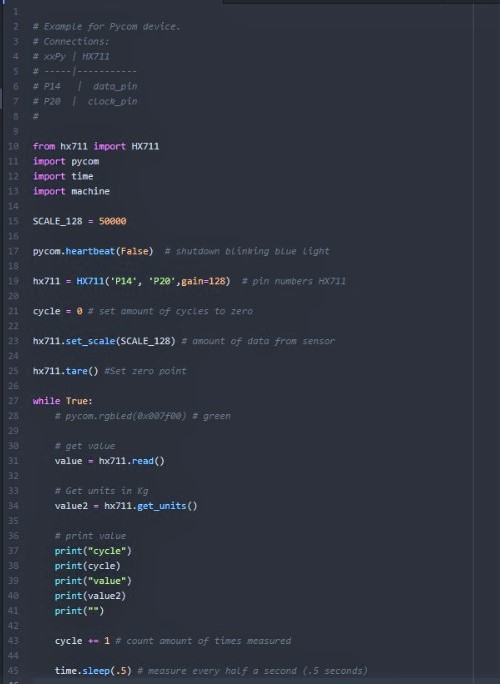 1
2 # Example for Pycom device.
3 # Connections:
4 # xxPy | HX711
5 # -----|-----------
6 # P14   |  data_pin
7 # P20  |  clock_pin
8 #
9
10 from hx711 import HX711
11 import pycom
12 import time
13 import machine
14
15 SCALE_128 = 50000
16
17 pycom.heartbeat(False)  # shutdown blinking blue light
18
19 hx711 = HX711('P14', 'P20',gain=128)  # pin numbers HX711
20
21 cycle = 0 # set amount of cycles to zero
22
23 hx711.set_scale(SCALE_128) # amount of data from sensor
24
25 hx711.tare() #Set zero point
26
27 while True:
28     # pycom.rgbled(0x007f00) # green
29
30     # get value
31     value = hx711.read()
32
33     # Get units in Kg
34     value2 = hx711.get_units()
35
36     # print value
37     print("cycle")
38     print(cycle)
39     print("value")
40     print(value2)
41     print("")
42
43     cycle += 1 # count amount of times measured
44
45     time.sleep(.5) # measure every half a second (.5 seconds)